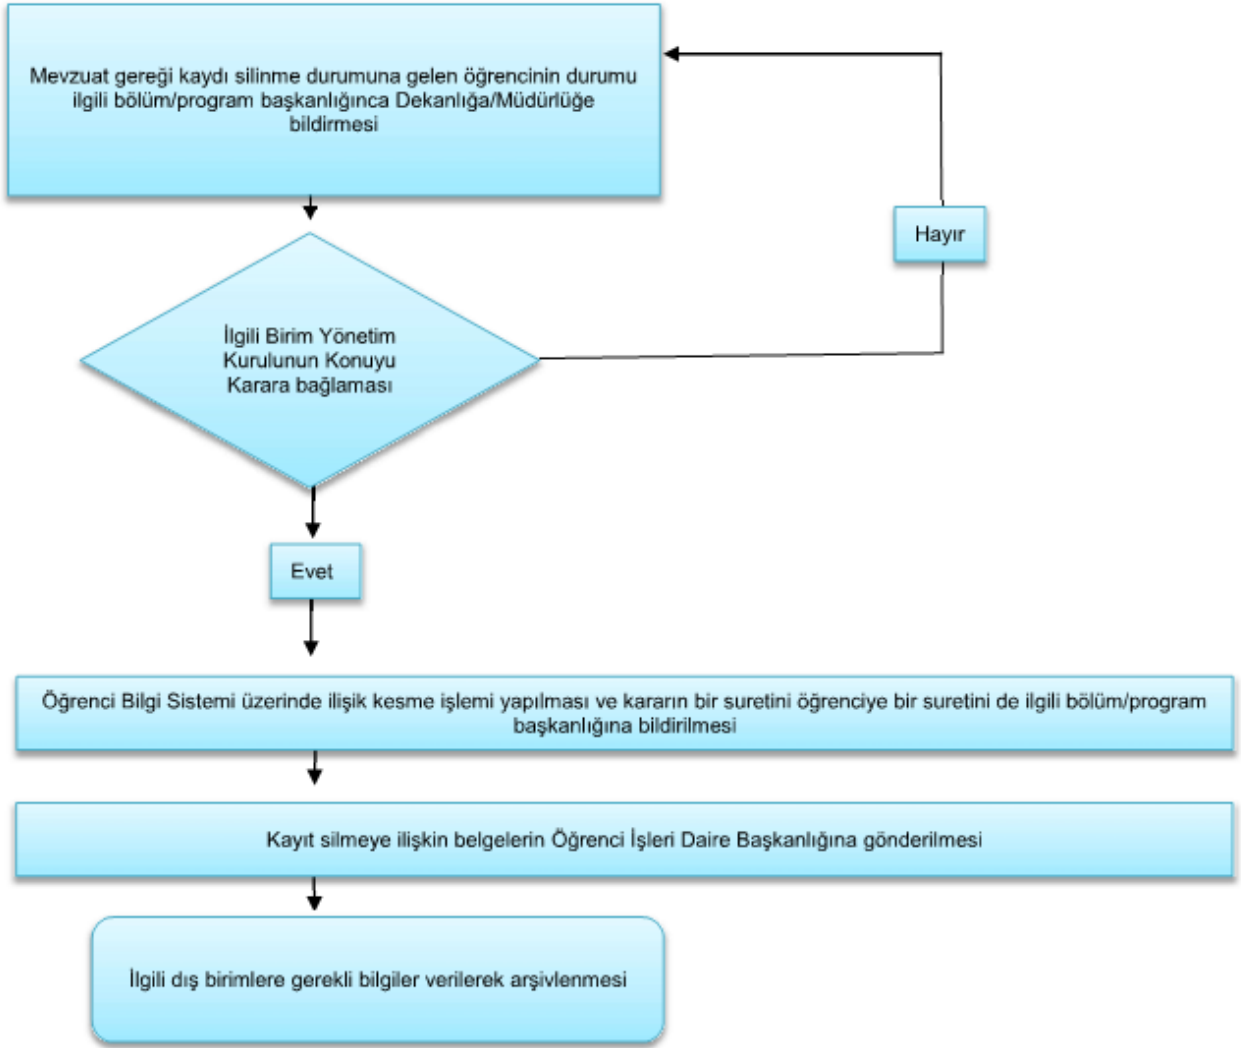 Mevzuat gereği kaydı silinme durumuna gelen öğrencinin durumu
ilgili bölüm/program başkanlığınca Dekanlığa/Müdürlüğe
bildirmesi
Hayır
İlgili Birim Yönetim
Kurulunun Konuyu
Karara bağlaması
Evet
Öğrenci Bilgi Sistemi üzerinde ilişik kesme işlemi yapılması ve kararın bir suretini öğrenciye bir suretini de ilgili bölüm/program
başkanlığına bildirilmesi
Kayıt silmeye ilişkin belgelerin Öğrenci İşleri Daire Başkanlığına gönderilmesi
İlgili dış birimlere gerekli bilgiler verilerek arşivlenmesi